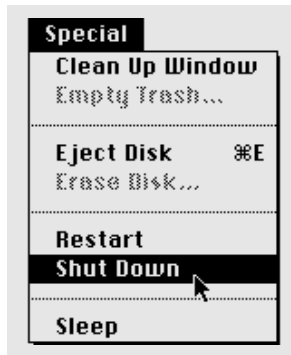 Special
Clean Up Window
Empty Trash...
Eject Disk ⌘E
Erase Disk...
Restart
Shut Down
Sleep